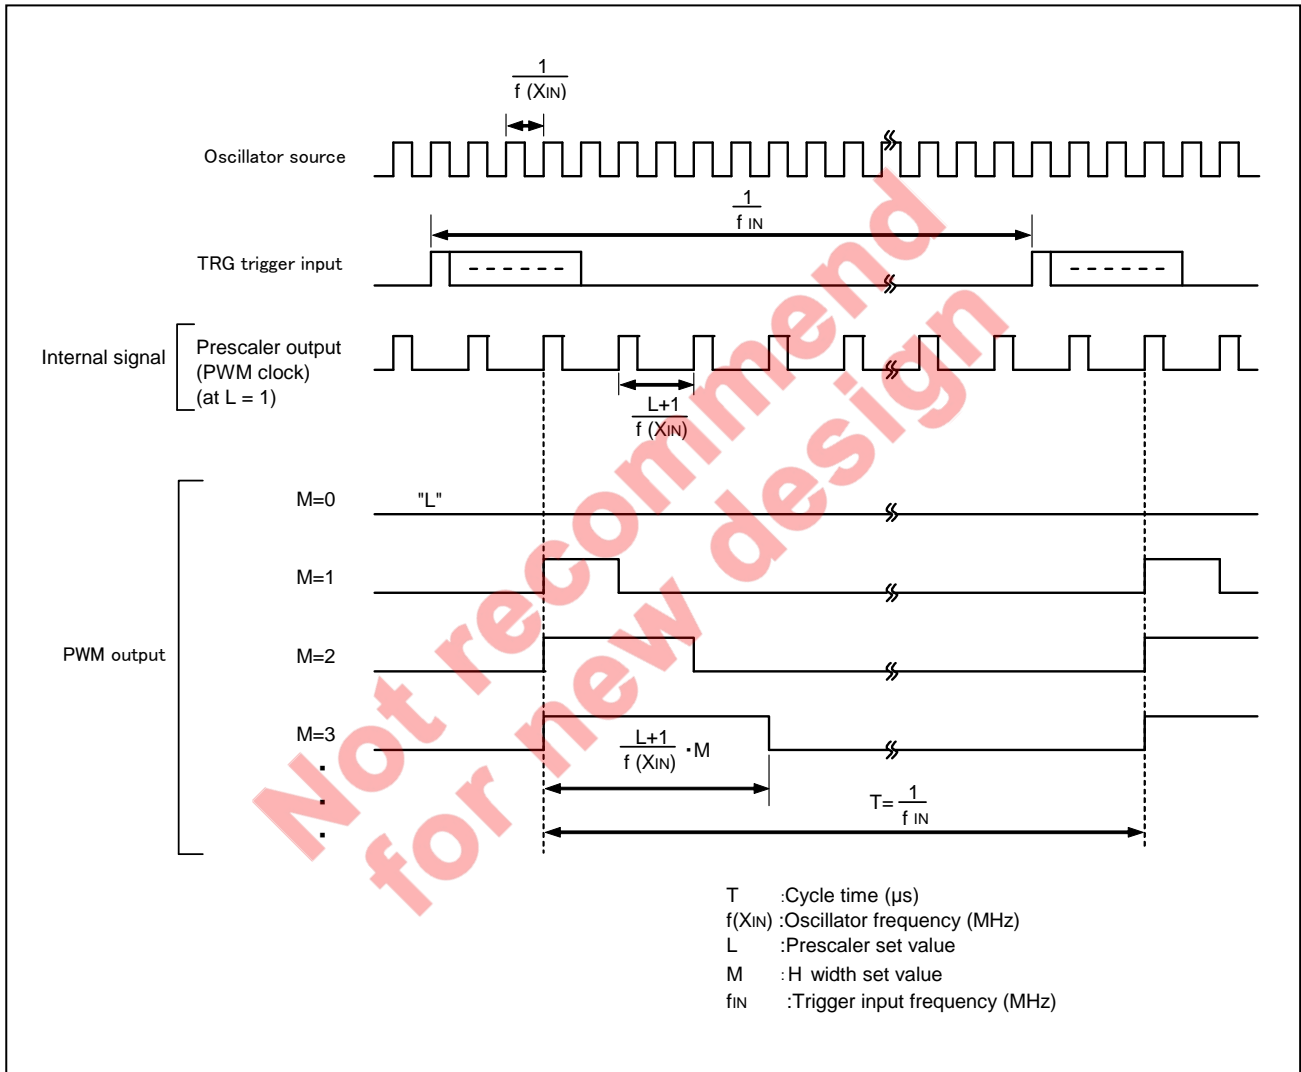 1
f (XIN)
Oscillator source
1
f IN
TRG trigger input
Internal signal
Prescaler output
(PWM clock)
(at L = 1)
L+1
f (XIN)
M=0
"L"
M=1
PWM output
M=2
M=3
L+1
f (XIN)
·M
T=
1
f IN
T :Cycle time (µs)
f(XIN) :Oscillator frequency (MHz)
L :Prescaler set value
M :H width set value
fIN :Trigger input frequency (MHz)
Not recommend
for new design